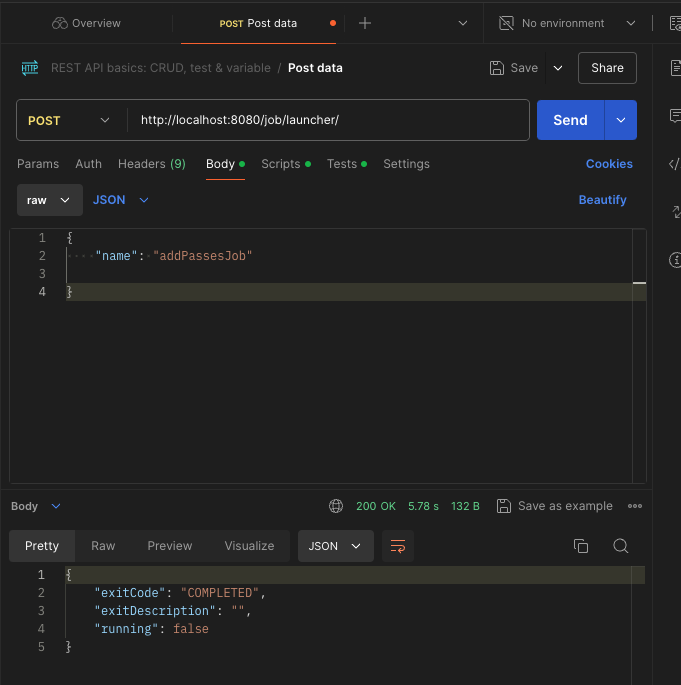 Overview
POST Post data
No environment
HTTP REST API basics: CRUD, test & variable / Post data
Save
Share
POST http://localhost:8080/job/launcher/
Send
Params Auth Headers (9) Body Scripts Tests Settings Cookies
raw JSON Beautify
1 {
2 "name": "addPassesJob"
3
4 }
Body 200 OK 5.78 s 132 B Save as example
Pretty Raw Preview Visualize JSON
1 {
2 "exitCode": "COMPLETED",
3 "exitDescription": "",
4 "running": false
5 }